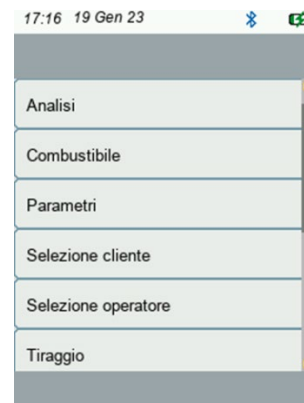 17:16 19 Gen 23
Analisi
Combustibile
Parametri
Selezione cliente
Selezione operatore
Tiraggio